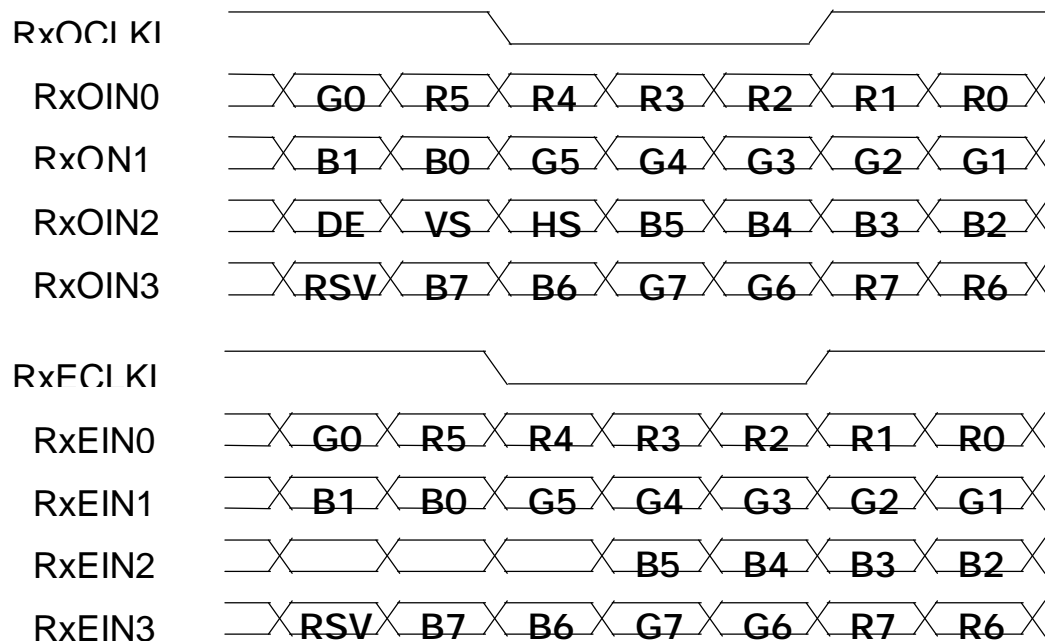 RxOCLKI
RxOIN0 G0 R5 R4 R3 R2 R1 R0
RxON1 B1 B0 G5 G4 G3 G2 G1
RxOIN2 DE VS HS B5 B4 B3 B2
RxOIN3 RSV B7 B6 G7 G6 R7 R6
RxECLKI
RxEIN0 G0 R5 R4 R3 R2 R1 R0
RxEIN1 B1 B0 G5 G4 G3 G2 G1
RxEIN2 B5 B4 B3 B2
RxEIN3 RSV B7 B6 G7 G6 R7 R6